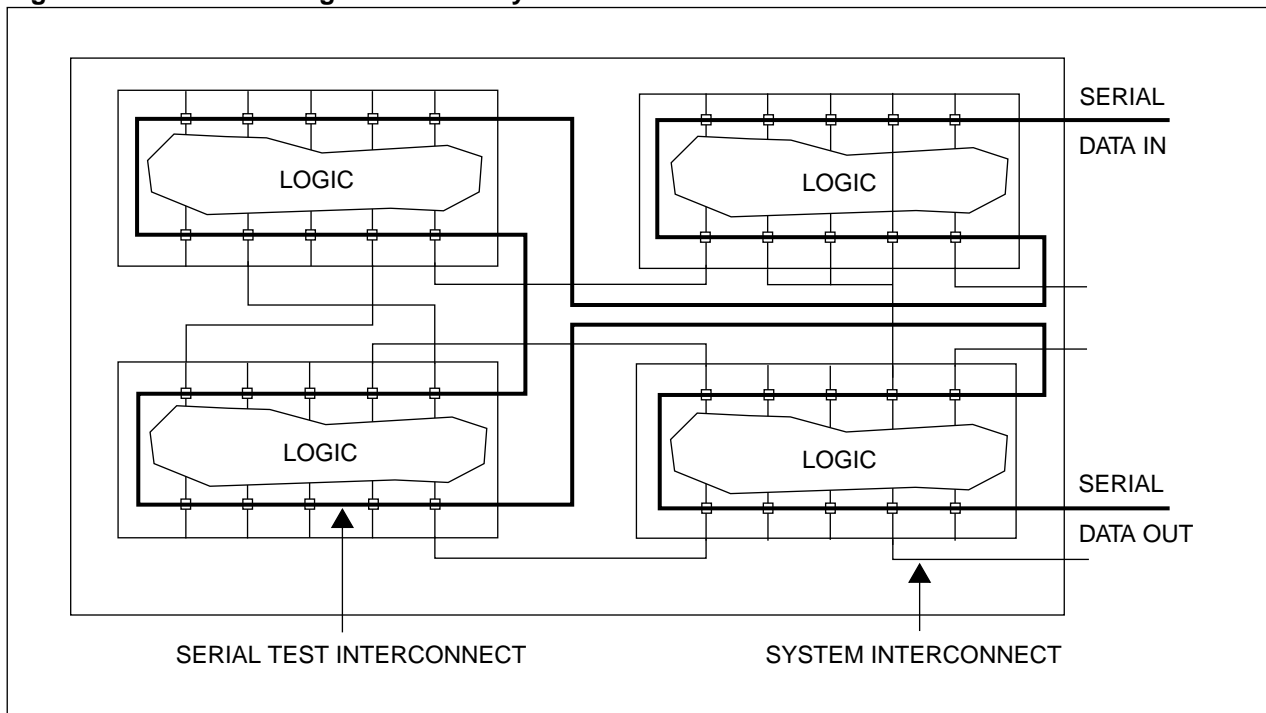 SERIAL
DATA IN
LOGIC
LOGIC
LOGIC
LOGIC
SERIAL
DATA OUT
SERIAL TEST INTERCONNECT
SYSTEM INTERCONNECT